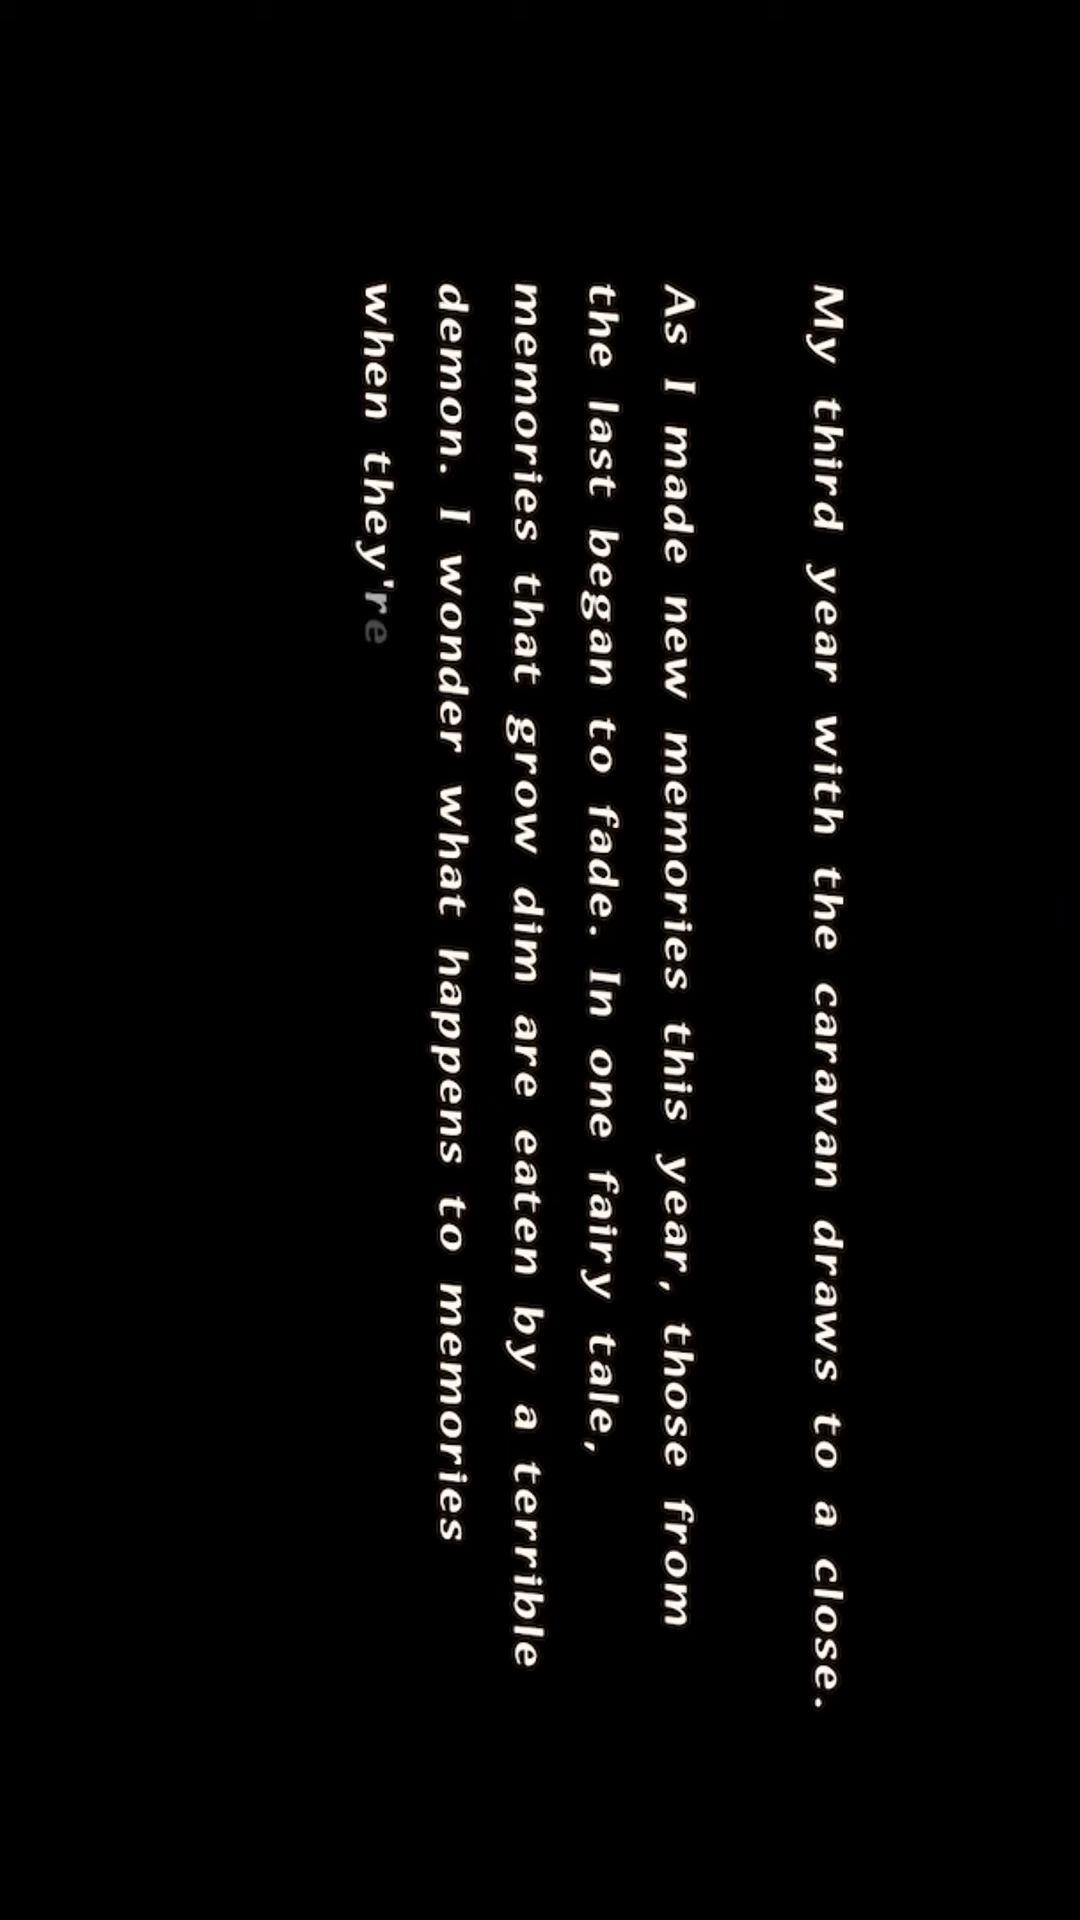 My third year with the caravan draws to a close.
As I made new memories this year, those from
the last began to fade. In one fairy tale,
memories that grow dim are eaten by a terrible
demon. I wonder what happens to memories
when they're